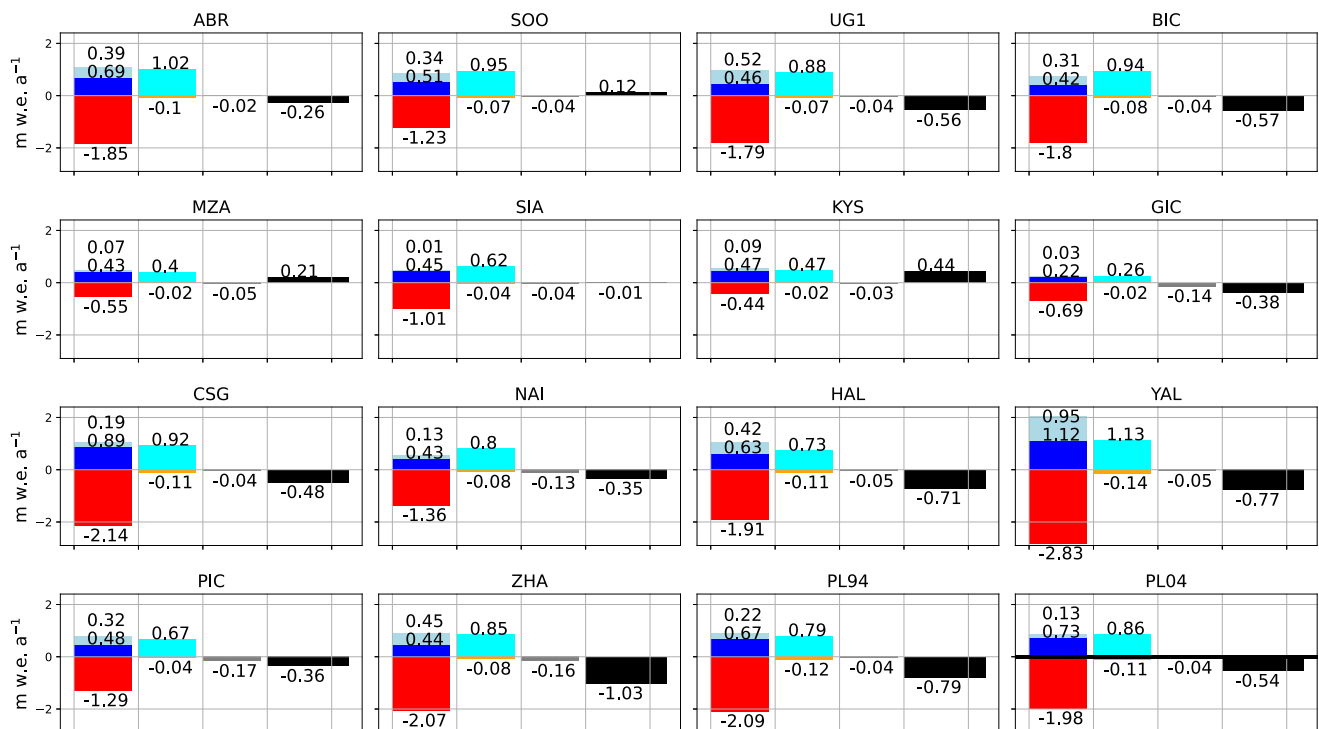 ABR SOO UG1 BIC
m w.e. a⁻¹
2
0
−2
0.39 0.34 0.52 0.31
0.69 1.02 0.51 0.95 0.12 0.46 0.88 0.42 0.94
-0.1 -0.02 -0.26 -0.07 -0.04 -0.07 -0.04 -0.56 -0.08 -0.04 -0.57
-1.85 -1.23 -1.79 -1.8
MZA SIA KYS GIC
m w.e. a⁻¹
2
0
−2
0.07 0.01 0.09 0.03
0.43 0.4 0.21 0.45 0.62 0.47 0.47 0.44 0.22 0.26
-0.55 -0.02 -0.05 -1.01 -0.04 -0.04 -0.01 -0.44 -0.02 -0.03 -0.69 -0.02 -0.14 -0.38
CSG NAI HAL YAL
m w.e. a⁻¹
2
0
−2
0.19 0.13 0.42 0.95
0.89 0.92 0.43 0.8 0.63 0.73 1.12 1.13
-0.11 -0.04 -0.48 -0.08 -0.13 -0.35 -0.11 -0.05 -0.71 -0.14 -0.05 -0.77
-2.14 -1.36 -1.91 -2.83
PIC ZHA PL94 PL04
m w.e. a⁻¹
2
0
−2
0.32 0.45 0.22 0.13
0.48 0.67 0.44 0.85 0.67 0.79 0.73 0.86
-0.04 -0.17 -0.36 -0.08 -0.16 -1.03 -0.12 -0.04 -0.79 -0.11 -0.04 -0.54
-1.29 -2.07 -2.09 -1.98